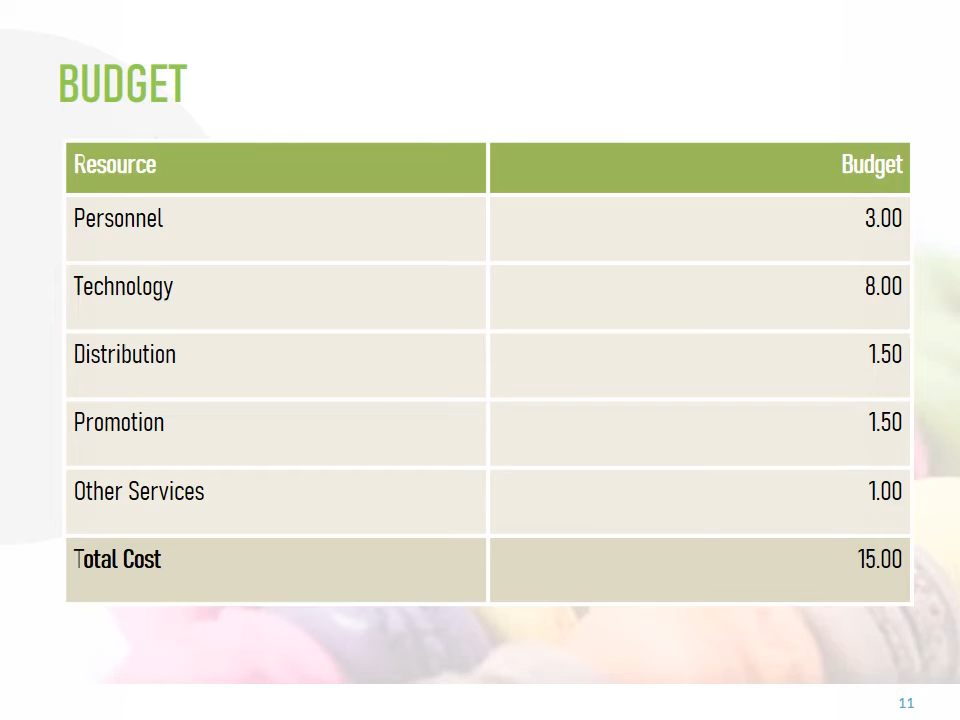 BUDGET
Resource Budget
Personnel 3.00
Technology 8.00
Distribution 1.50
Promotion 1.50
Other Services 1.00
Total Cost 15.00
11